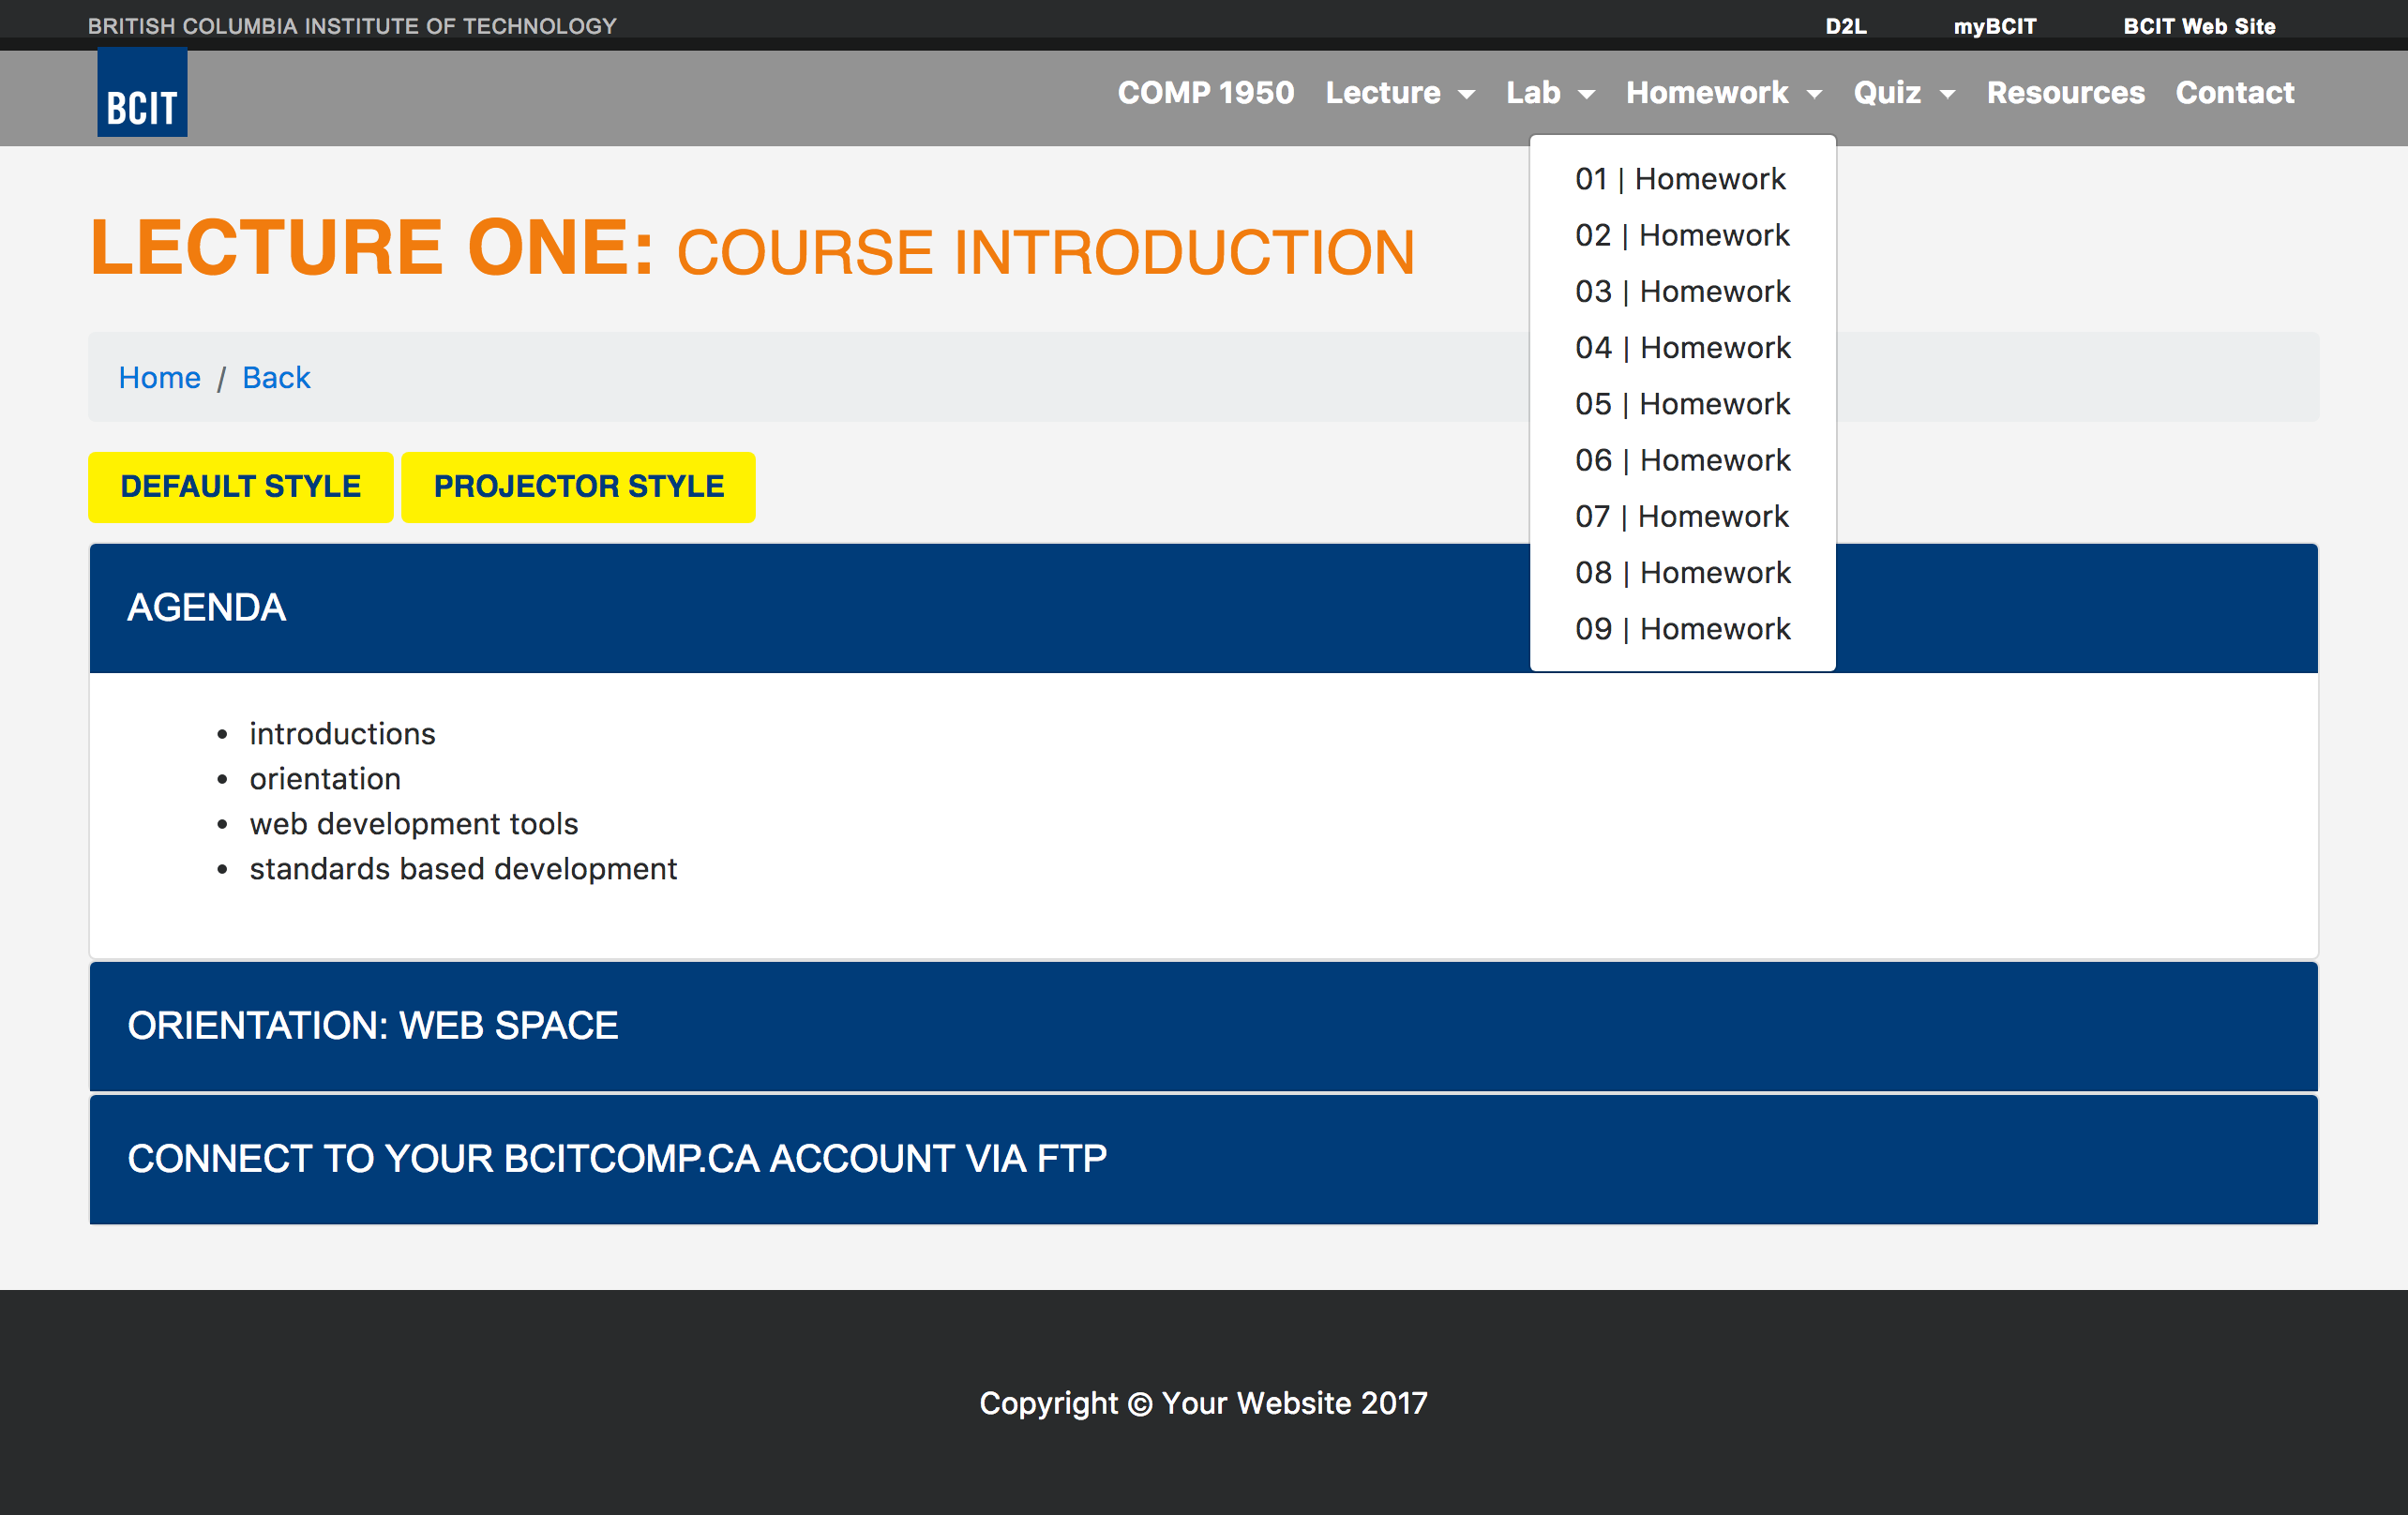 BRITISH COLUMBIA INSTITUTE OF TECHNOLOGY D2L myBCIT BCIT Web Site
BCIT COMP 1950 Lecture Lab Homework Quiz Resources Contact
01 | Homework
02 | Homework
03 | Homework
04 | Homework
05 | Homework
06 | Homework
07 | Homework
08 | Homework
09 | Homework
LECTURE ONE: COURSE INTRODUCTION
Home / Back
DEFAULT STYLE PROJECTOR STYLE
AGENDA
• introductions
• orientation
• web development tools
• standards based development
ORIENTATION: WEB SPACE
CONNECT TO YOUR BCITCOMP.CA ACCOUNT VIA FTP
Copyright © Your Website 2017